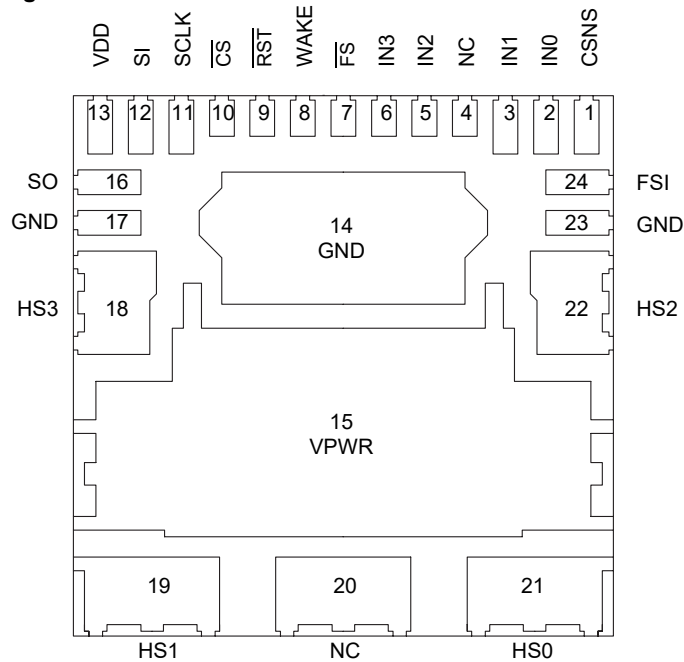 VDD SI SCLK CS RST WAKE FS IN3 IN2 NC IN1 IN0 CSNS
13 12 11 10 9 8 7 6 5 4 3 2 1
SO 16 24 FSI
GND 17 23 GND
14
GND
HS3 18 22 HS2
15
VPWR
19 20 21
HS1 NC HS0